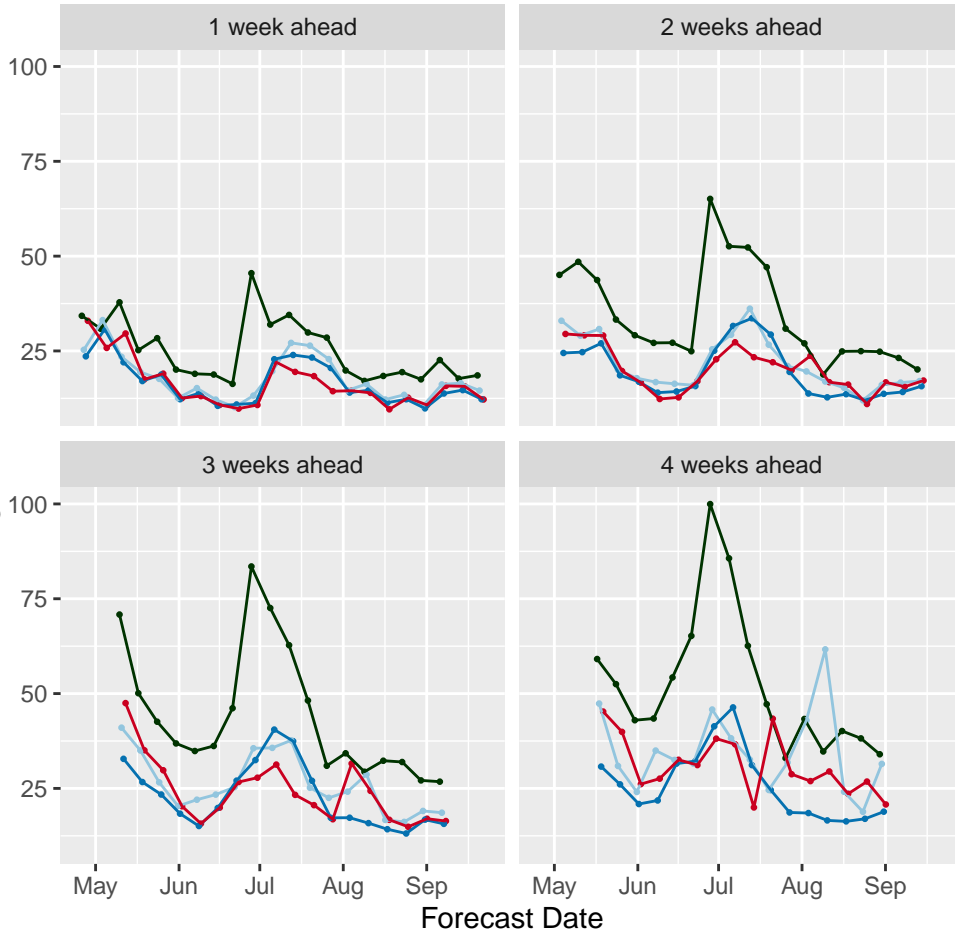 1 week ahead
2 weeks ahead
100
75
50
25
3 weeks ahead
4 weeks ahead
100
75
50
25
May Jun Jul Aug Sep
May Jun Jul Aug Sep
Forecast Date